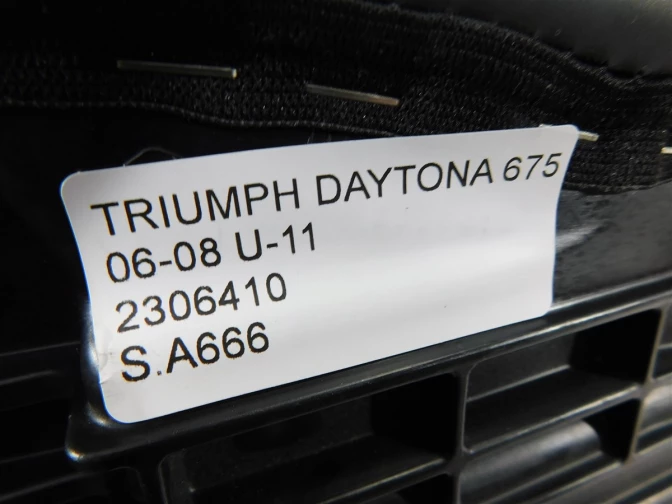 TRIUMPH DAYTONA 675
06-08 U-11
2306410
S.A666